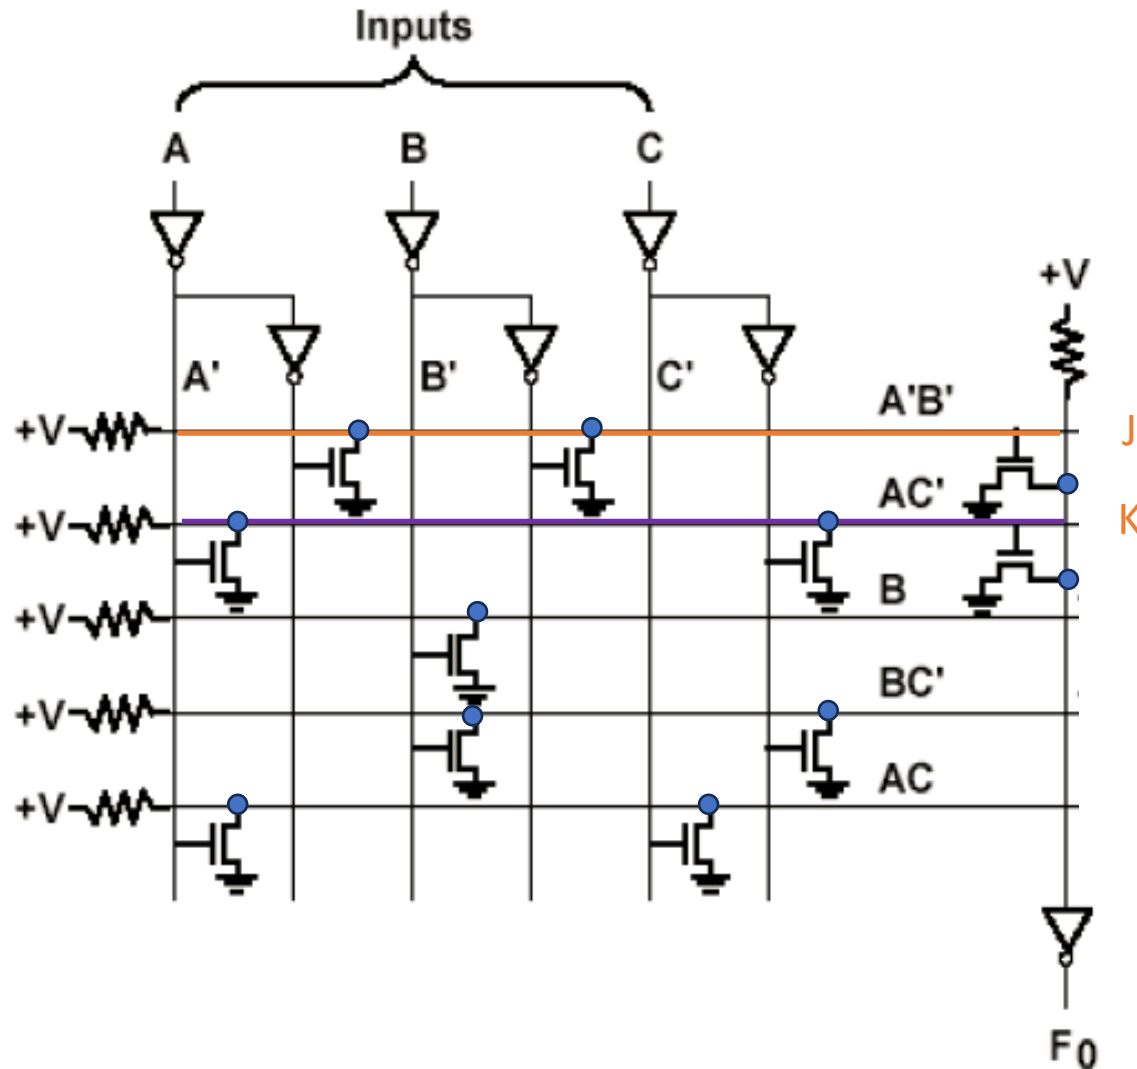 Inputs
A B C
+V
A' B' C'
A'B'
+V J
AC'
+V K
B
+V
BC'
+V
AC
+V
F0